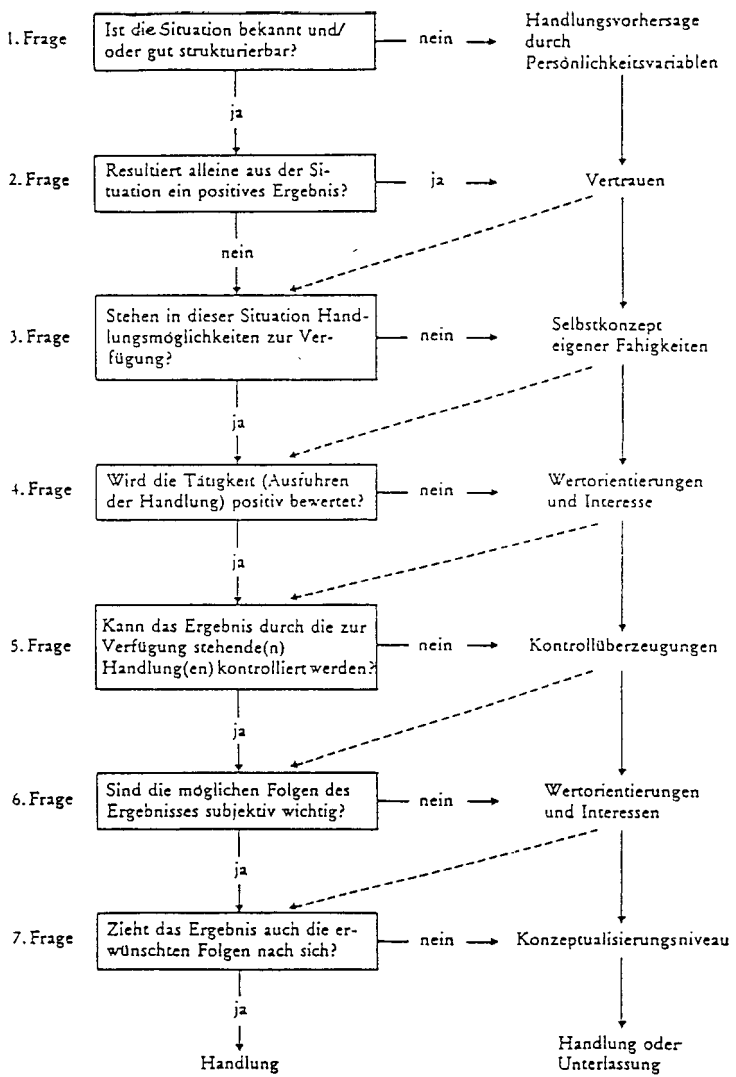 1. Frage
Ist die Situation bekannt und/
oder gut strukturierbar?
nein
Handlungsvorhersage
durch
Persönlichkeitsvariablen
ja
2. Frage
Resultiert alleine aus der Si-
tuation ein positives Ergebnis?
ja
Vertrauen
nein
3. Frage
Stehen in dieser Situation Hand-
lungsmöglichkeiten zur Ver-
fügung?
nein
Selbstkonzept
eigener Fahigkeiten
ja
4. Frage
Wird die Tätigkeit (Ausfuhren
der Handlung) positiv bewertet?
nein
Wertorientierungen
und Interesse
ja
5. Frage
Kann das Ergebnis durch die zur
Verfügung stehende(n)
Handlung(en) kontrolliert werden?
nein
Kontrollüberzeugungen
ja
6. Frage
Sind die möglichen Folgen des
Ergebnisses subjektiv wichtig?
nein
Wertorientierungen
und Interessen
ja
7. Frage
Zieht das Ergebnis auch die er-
wünschten Folgen nach sich?
nein
Konzeptualisierungsniveau
ja
Handlung
Handlung oder
Unterlassung